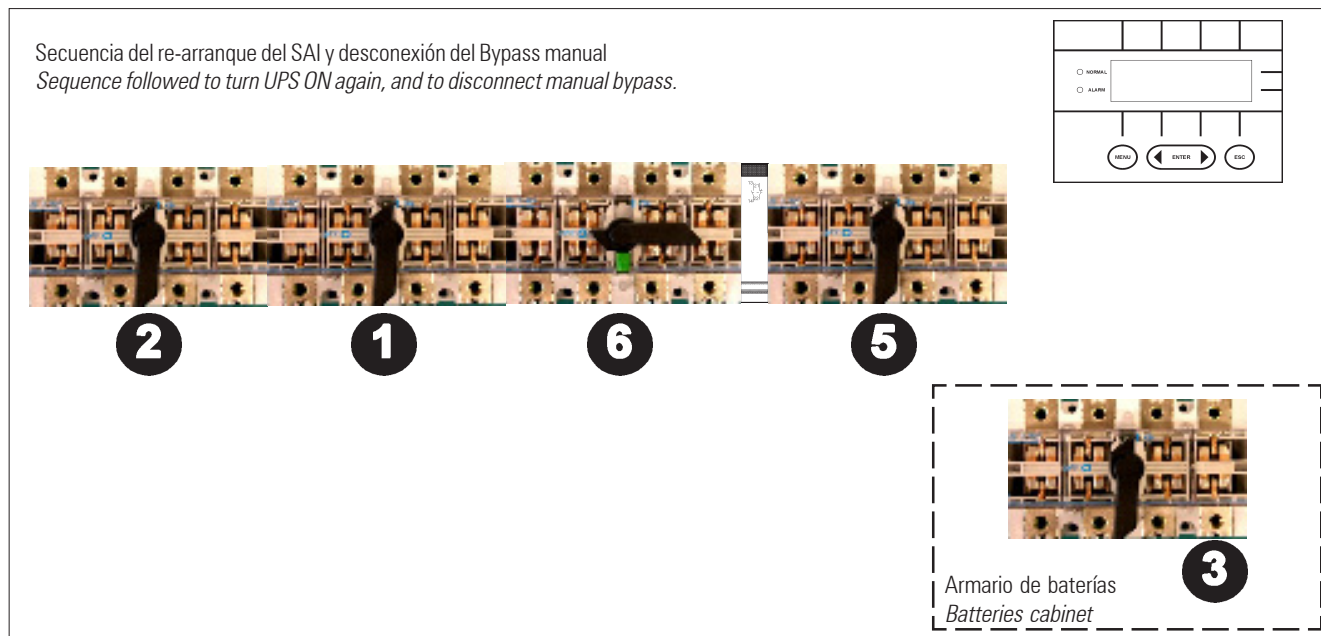 Secuencia del re-arranque del SAI y desconexión del Bypass manual
Sequence followed to turn UPS ON again, and to disconnect manual bypass.
NORMAL
ALARM
MENU
ENTER
ESC
2
1
6
5
3
Armario de baterías
Batteries cabinet